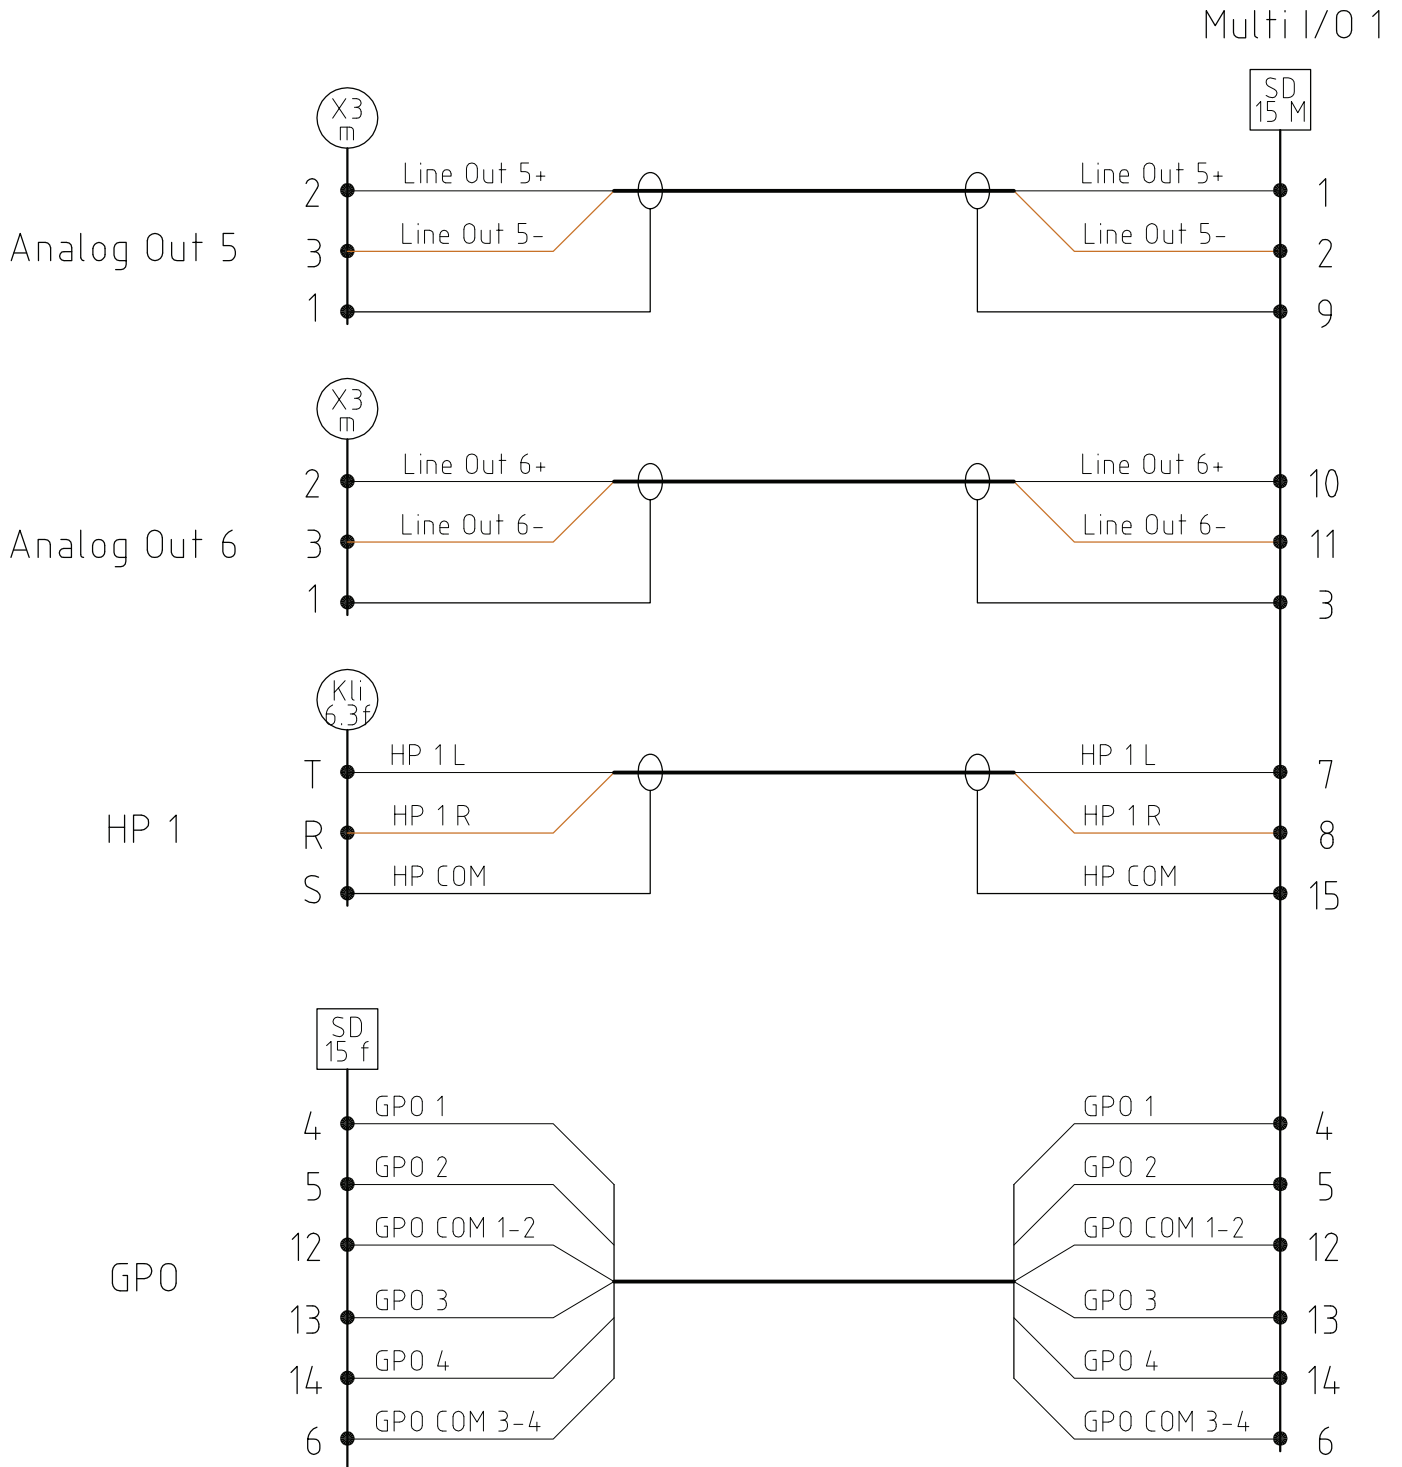 Multi I/O 1
SD
15 M
X3
m
2 Line Out 5+ Line Out 5+ 1
Analog Out 5
3 Line Out 5- Line Out 5- 2
1 9
X3
m
2 Line Out 6+ Line Out 6+ 10
Analog Out 6
3 Line Out 6- Line Out 6- 11
1 3
Kli
6.3f
T HP 1 L HP 1 L 7
HP 1
R HP 1 R HP 1 R 8
S HP COM HP COM 15
SD
15 f
4 GPO 1 GPO 1 4
5 GPO 2 GPO 2 5
12 GPO COM 1-2 GPO COM 1-2 12
GPO
13 GPO 3 GPO 3 13
14 GPO 4 GPO 4 14
6 GPO COM 3-4 GPO COM 3-4 6